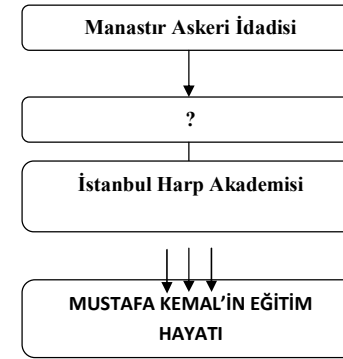 Manastır Askeri İdadisi
?
İstanbul Harp Akademisi
MUSTAFA KEMAL'İN EĞİTİM
HAYATI